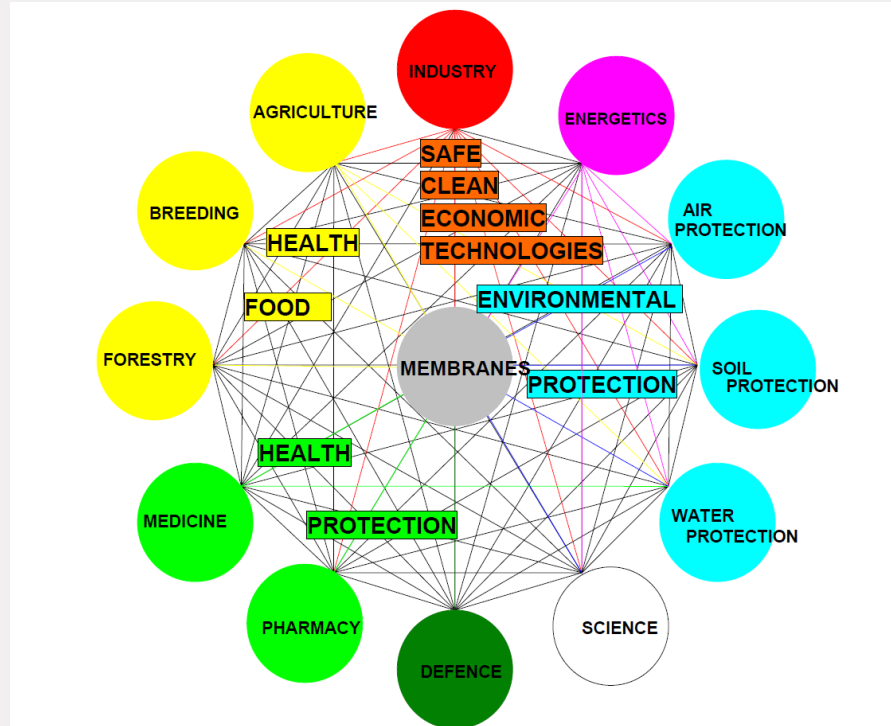 INDUSTRY
AGRICULTURE
ENERGETICS
SAFE
CLEAN
BREEDING
AIR
PROTECTION
ECONOMIC
HEALTH
TECHNOLOGIES
FOOD
ENVIRONMENTAL
FORESTRY
MEMBRANES
SOIL
PROTECTION
PROTECTION
HEALTH
MEDICINE
PROTECTION
WATER
PROTECTION
PHARMACY
SCIENCE
DEFENCE